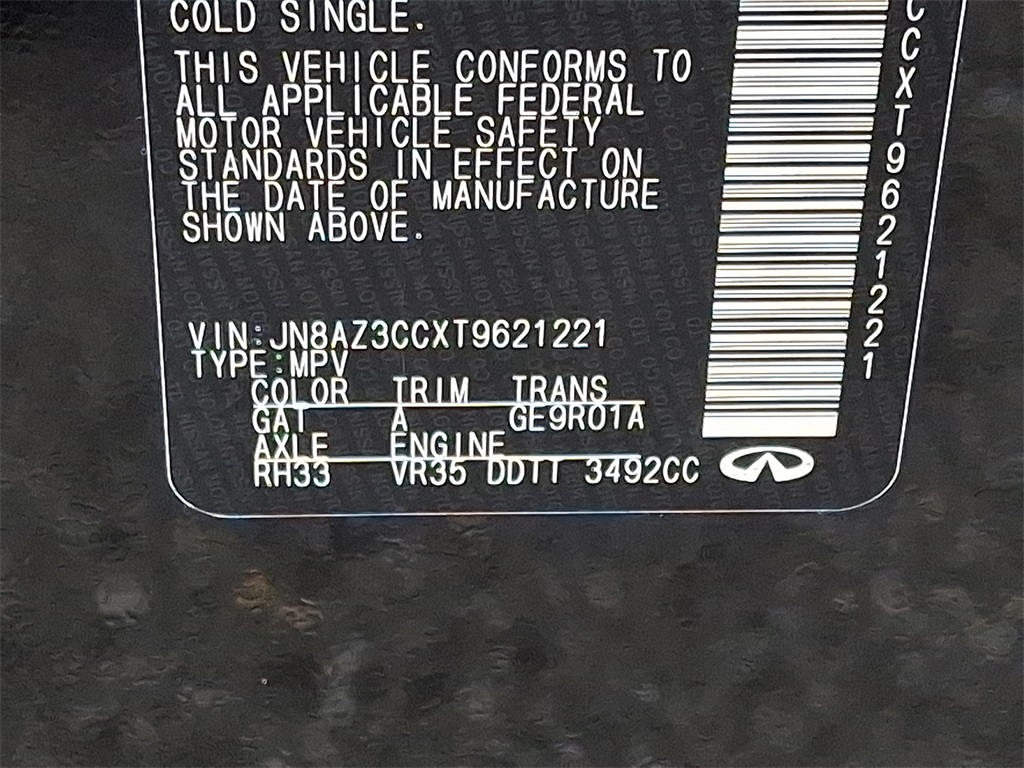 COLD SINGLE.
THIS VEHICLE CONFORMS TO
ALL APPLICABLE FEDERAL
MOTOR VEHICLE SAFETY
STANDARDS IN EFFECT ON
THE DATE OF MANUFACTURE
SHOWN ABOVE.
VIN:JN8AZ3CCXT9621221
TYPE:MPV
COLOR TRIM TRANS
GAT A GE9R01A
AXLE ENGINE
RH33 VR35 DDTT 3492CC
CCXT9621221